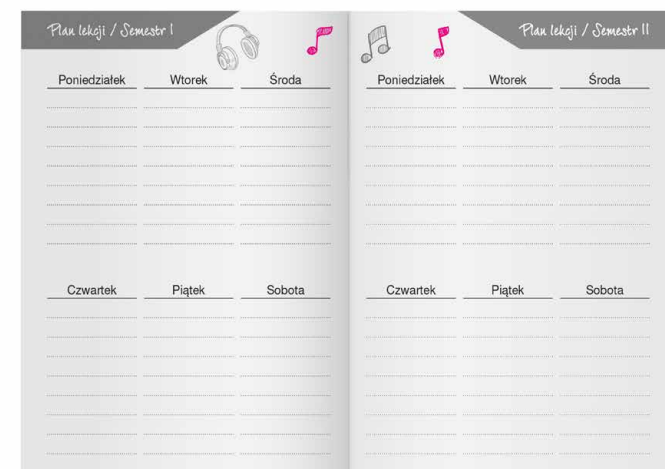 Plan lekcji / Semestr I
Poniedziałek Wtorek Środa
Czwartek Piątek Sobota
Plan lekcji / Semestr II
Poniedziałek Wtorek Środa
Czwartek Piątek Sobota